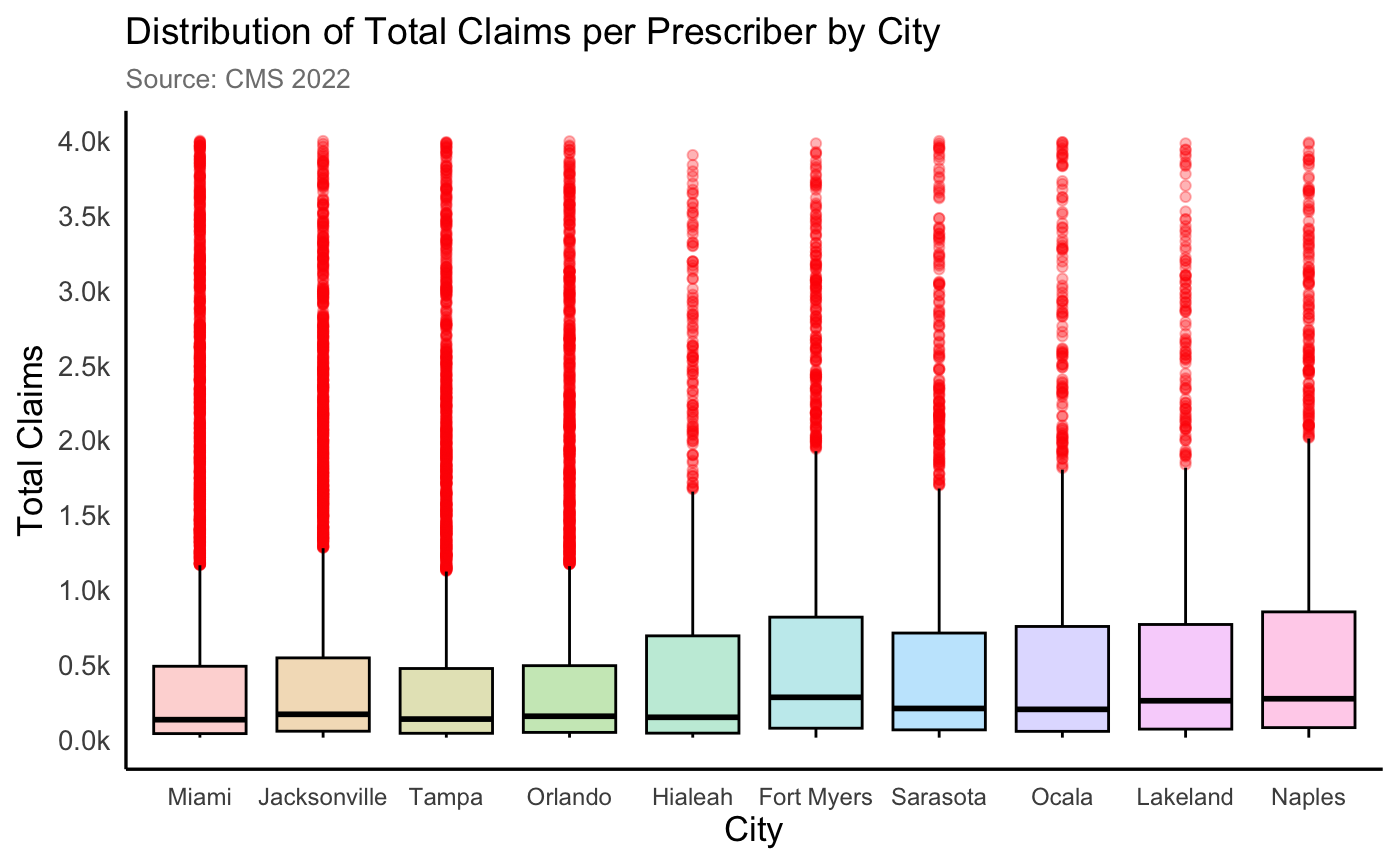 Distribution of Total Claims per Prescriber by City
Source: CMS 2022
4.0k
3.5k
3.0k
2.5k
2.0k
1.5k
1.0k
0.5k
0.0k
Total Claims
Miami Jacksonville Tampa Orlando Hialeah Fort Myers Sarasota Ocala Lakeland Naples
City